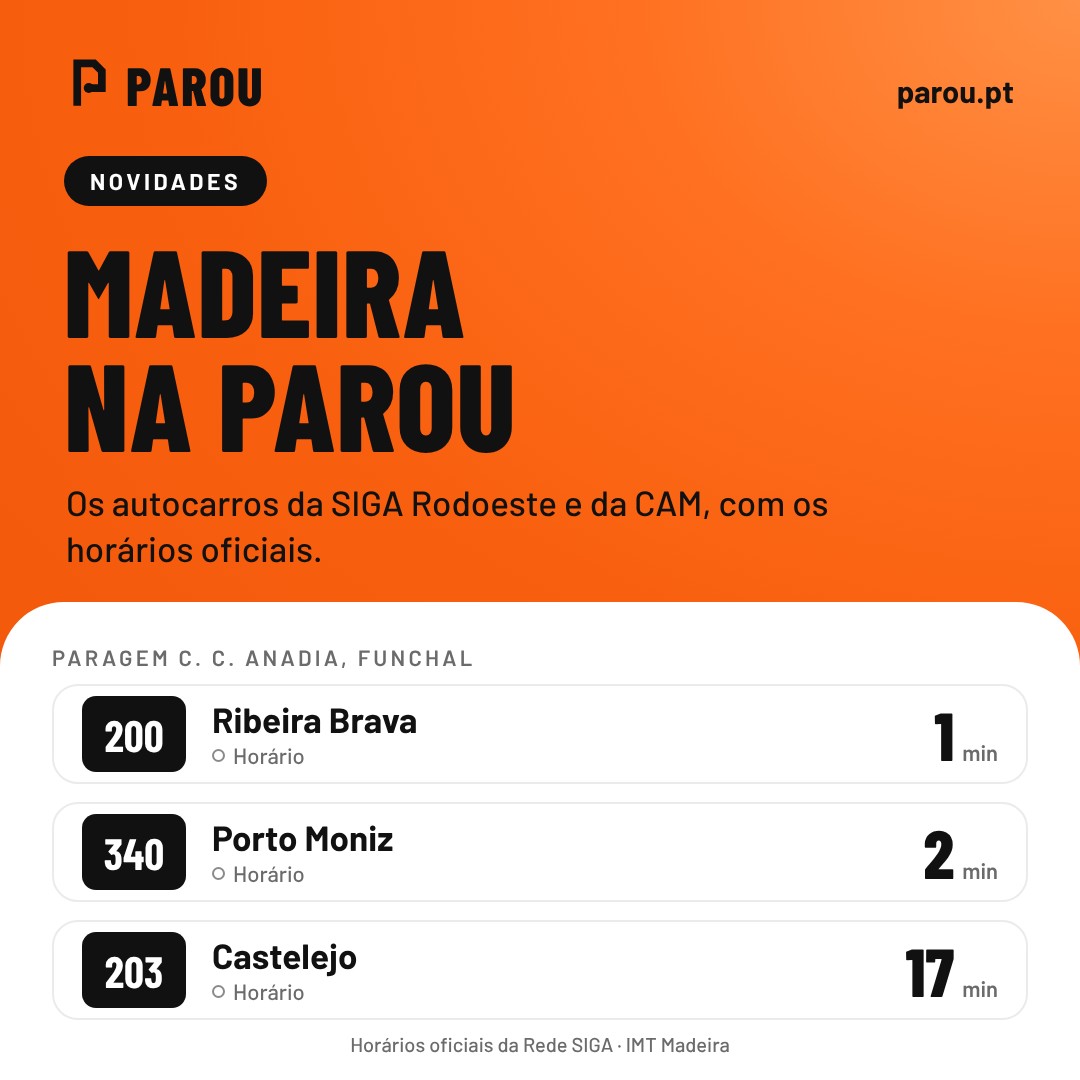 PAROU
parou.pt
NOVIDADES
MADEIRA
NA PAROU
Os autocarros da SIGA Rodoeste e da CAM, com os
horários oficiais.
PARAGEM C. C. ANADIA, FUNCHAL
200
Ribeira Brava
Horário
1 min
340
Porto Moniz
Horário
2 min
203
Castelejo
Horário
17 min
Horários oficiais da Rede SIGA · IMT Madeira